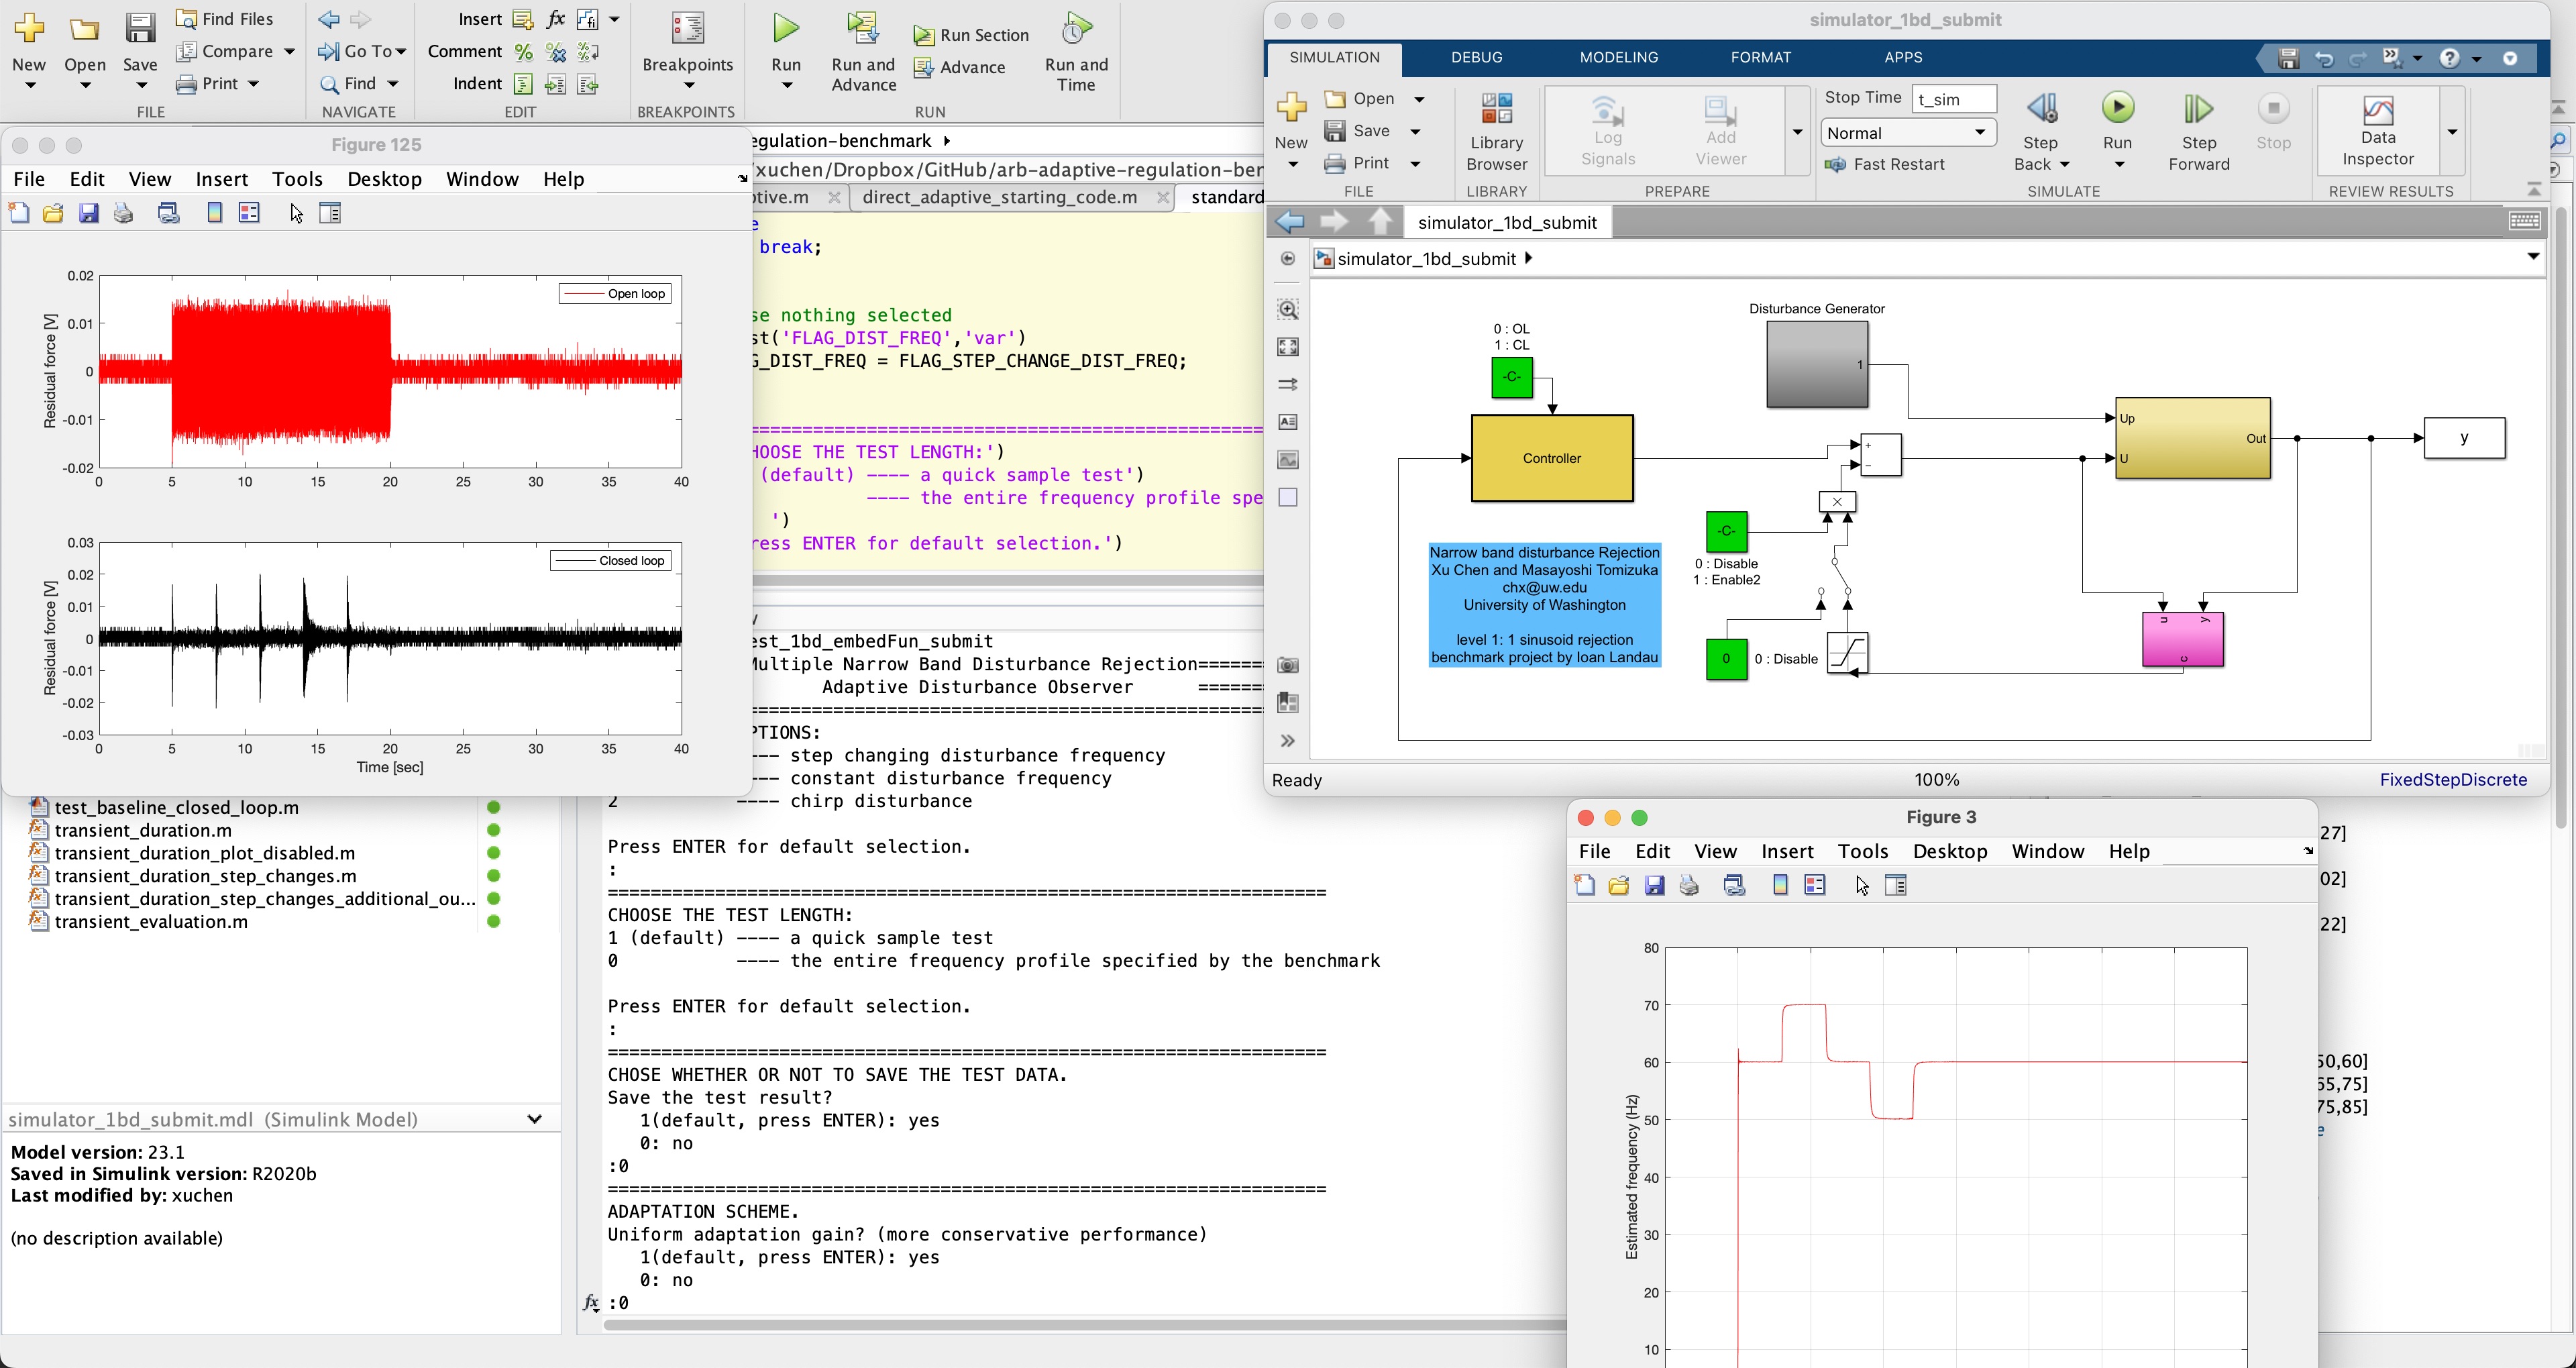 New
Open
Save
Find Files
Compare
Print
FILE
Go To
Find
NAVIGATE
Insert
fx
Comment
Indent
EDIT
Breakpoints
BREAKPOINTS
Run
Run and
Advance
Run Section
Advance
Run and
Time
RUN
egulation-benchmark
xuchen/Dropbox/GitHub/arb-adaptive-regulation-ber
ptive.m
direct_adaptive_starting_code.m
standard
e
break;
se nothing selected
st('FLAG_DIST_FREQ','var')
G_DIST_FREQ = FLAG_STEP_CHANGE_DIST_FREQ;
HOOSE THE TEST LENGTH:')
(default) ---- a quick sample test')
---- the entire frequency profile spe
')
ress ENTER for default selection.')
Figure 125
File Edit View Insert Tools Desktop Window Help
0.02
0.01
0
-0.01
-0.02
Residual force [V]
Open loop
0 5 10 15 20 25 30 35 40
0.03
0.02
0.01
0
-0.01
-0.02
-0.03
Residual force [V]
Closed loop
0 5 10 15 20 25 30 35 40
Time [sec]
test_baseline_closed_loop.m
transient_duration.m
transient_duration_plot_disabled.m
transient_duration_step_changes.m
transient_duration_step_changes_additional_ou...
transient_evaluation.m
simulator_1bd_submit.mdl (Simulink Model)
Model version: 23.1
Saved in Simulink version: R2020b
Last modified by: xuchen
(no description available)
est_1bd_embedFun_submit
Multiple Narrow Band Disturbance Rejection=======
Adaptive Disturbance Observer ======
PTIONS:
--- step changing disturbance frequency
--- constant disturbance frequency
2 ---- chirp disturbance
Press ENTER for default selection.
:
===================================================================
CHOOSE THE TEST LENGTH:
1 (default) ---- a quick sample test
0 ---- the entire frequency profile specified by the benchmark
Press ENTER for default selection.
:
===================================================================
CHOSE WHETHER OR NOT TO SAVE THE TEST DATA.
Save the test result?
1(default, press ENTER): yes
0: no
:0
===================================================================
ADAPTATION SCHEME.
Uniform adaptation gain? (more conservative performance)
1(default, press ENTER): yes
0: no
fx :0
simulator_1bd_submit
SIMULATION DEBUG MODELING FORMAT APPS
New
Open
Save
Print
FILE
Library
Browser
LIBRARY
Log
Signals
Add
Viewer
PREPARE
Stop Time t_sim
Normal
Fast Restart
Step
Back
Run
Step
Forward
Stop
SIMULATE
Data
Inspector
REVIEW RESULTS
simulator_1bd_submit
simulator_1bd_submit
Disturbance Generator
1
0 : OL
1 : CL
-C-
Controller
+
-
×
Up
U
Out
y
-C-
0 : Disable
1 : Enable2
0
0 : Disable
u
y
c
Narrow band disturbance Rejection
Xu Chen and Masayoshi Tomizuka
chx@uw.edu
University of Washington
level 1: 1 sinusoid rejection
benchmark project by Ioan Landau
Ready
100%
FixedStepDiscrete
Figure 3
File Edit View Insert Tools Desktop Window Help
80
70
60
50
40
30
20
10
Estimated frequency (Hz)
27]
02]
22]
50,60]
65,75]
75,85]
e